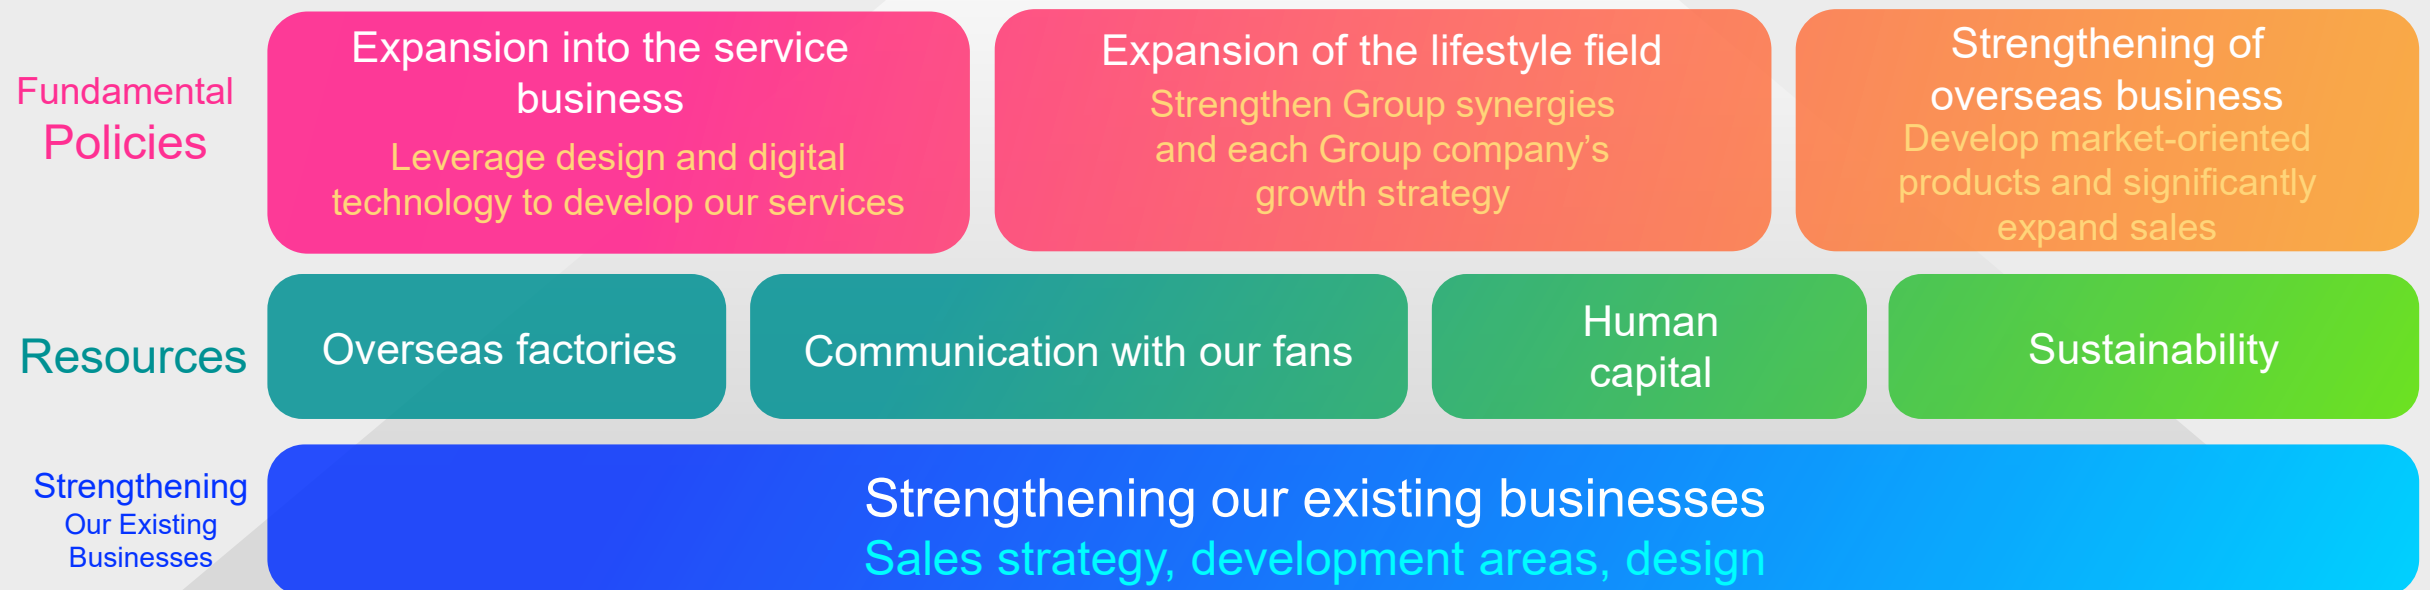 Fundamental
Policies
Expansion into the service
business
Leverage design and digital
technology to develop our services
Expansion of the lifestyle field
Strengthen Group synergies
and each Group company’s
growth strategy
Strengthening of
overseas business
Develop market-oriented
products and significantly
expand sales
Resources
Overseas factories
Communication with our fans
Human
capital
Sustainability
Strengthening
Our Existing
Businesses
Strengthening our existing businesses
Sales strategy, development areas, design